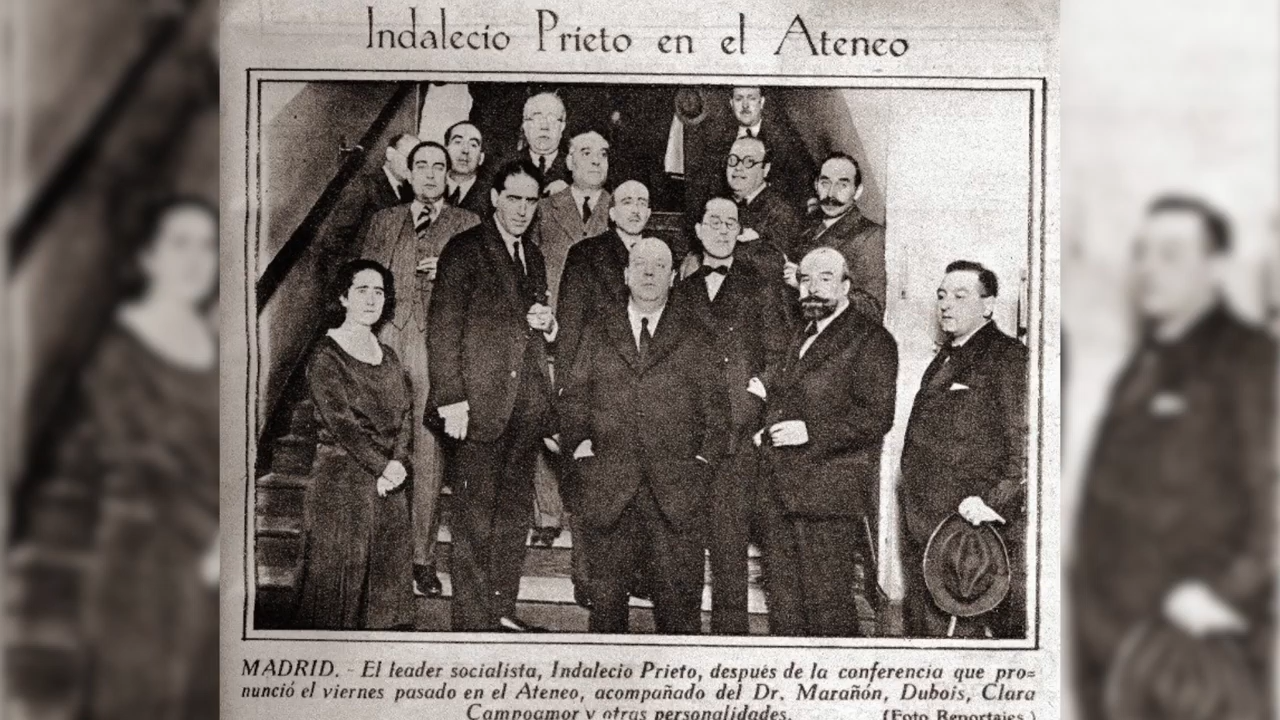 Indalecio Prieto en el Ateneo
MADRID. - El leader socialista, Indalecio Prieto, después de la conferencia que pro=
nunció el viernes pasado en el Ateneo, acompañado del Dr. Marañón, Dubois, Clara
Campoamor y otras personalidades. (Foto Reportajes.)